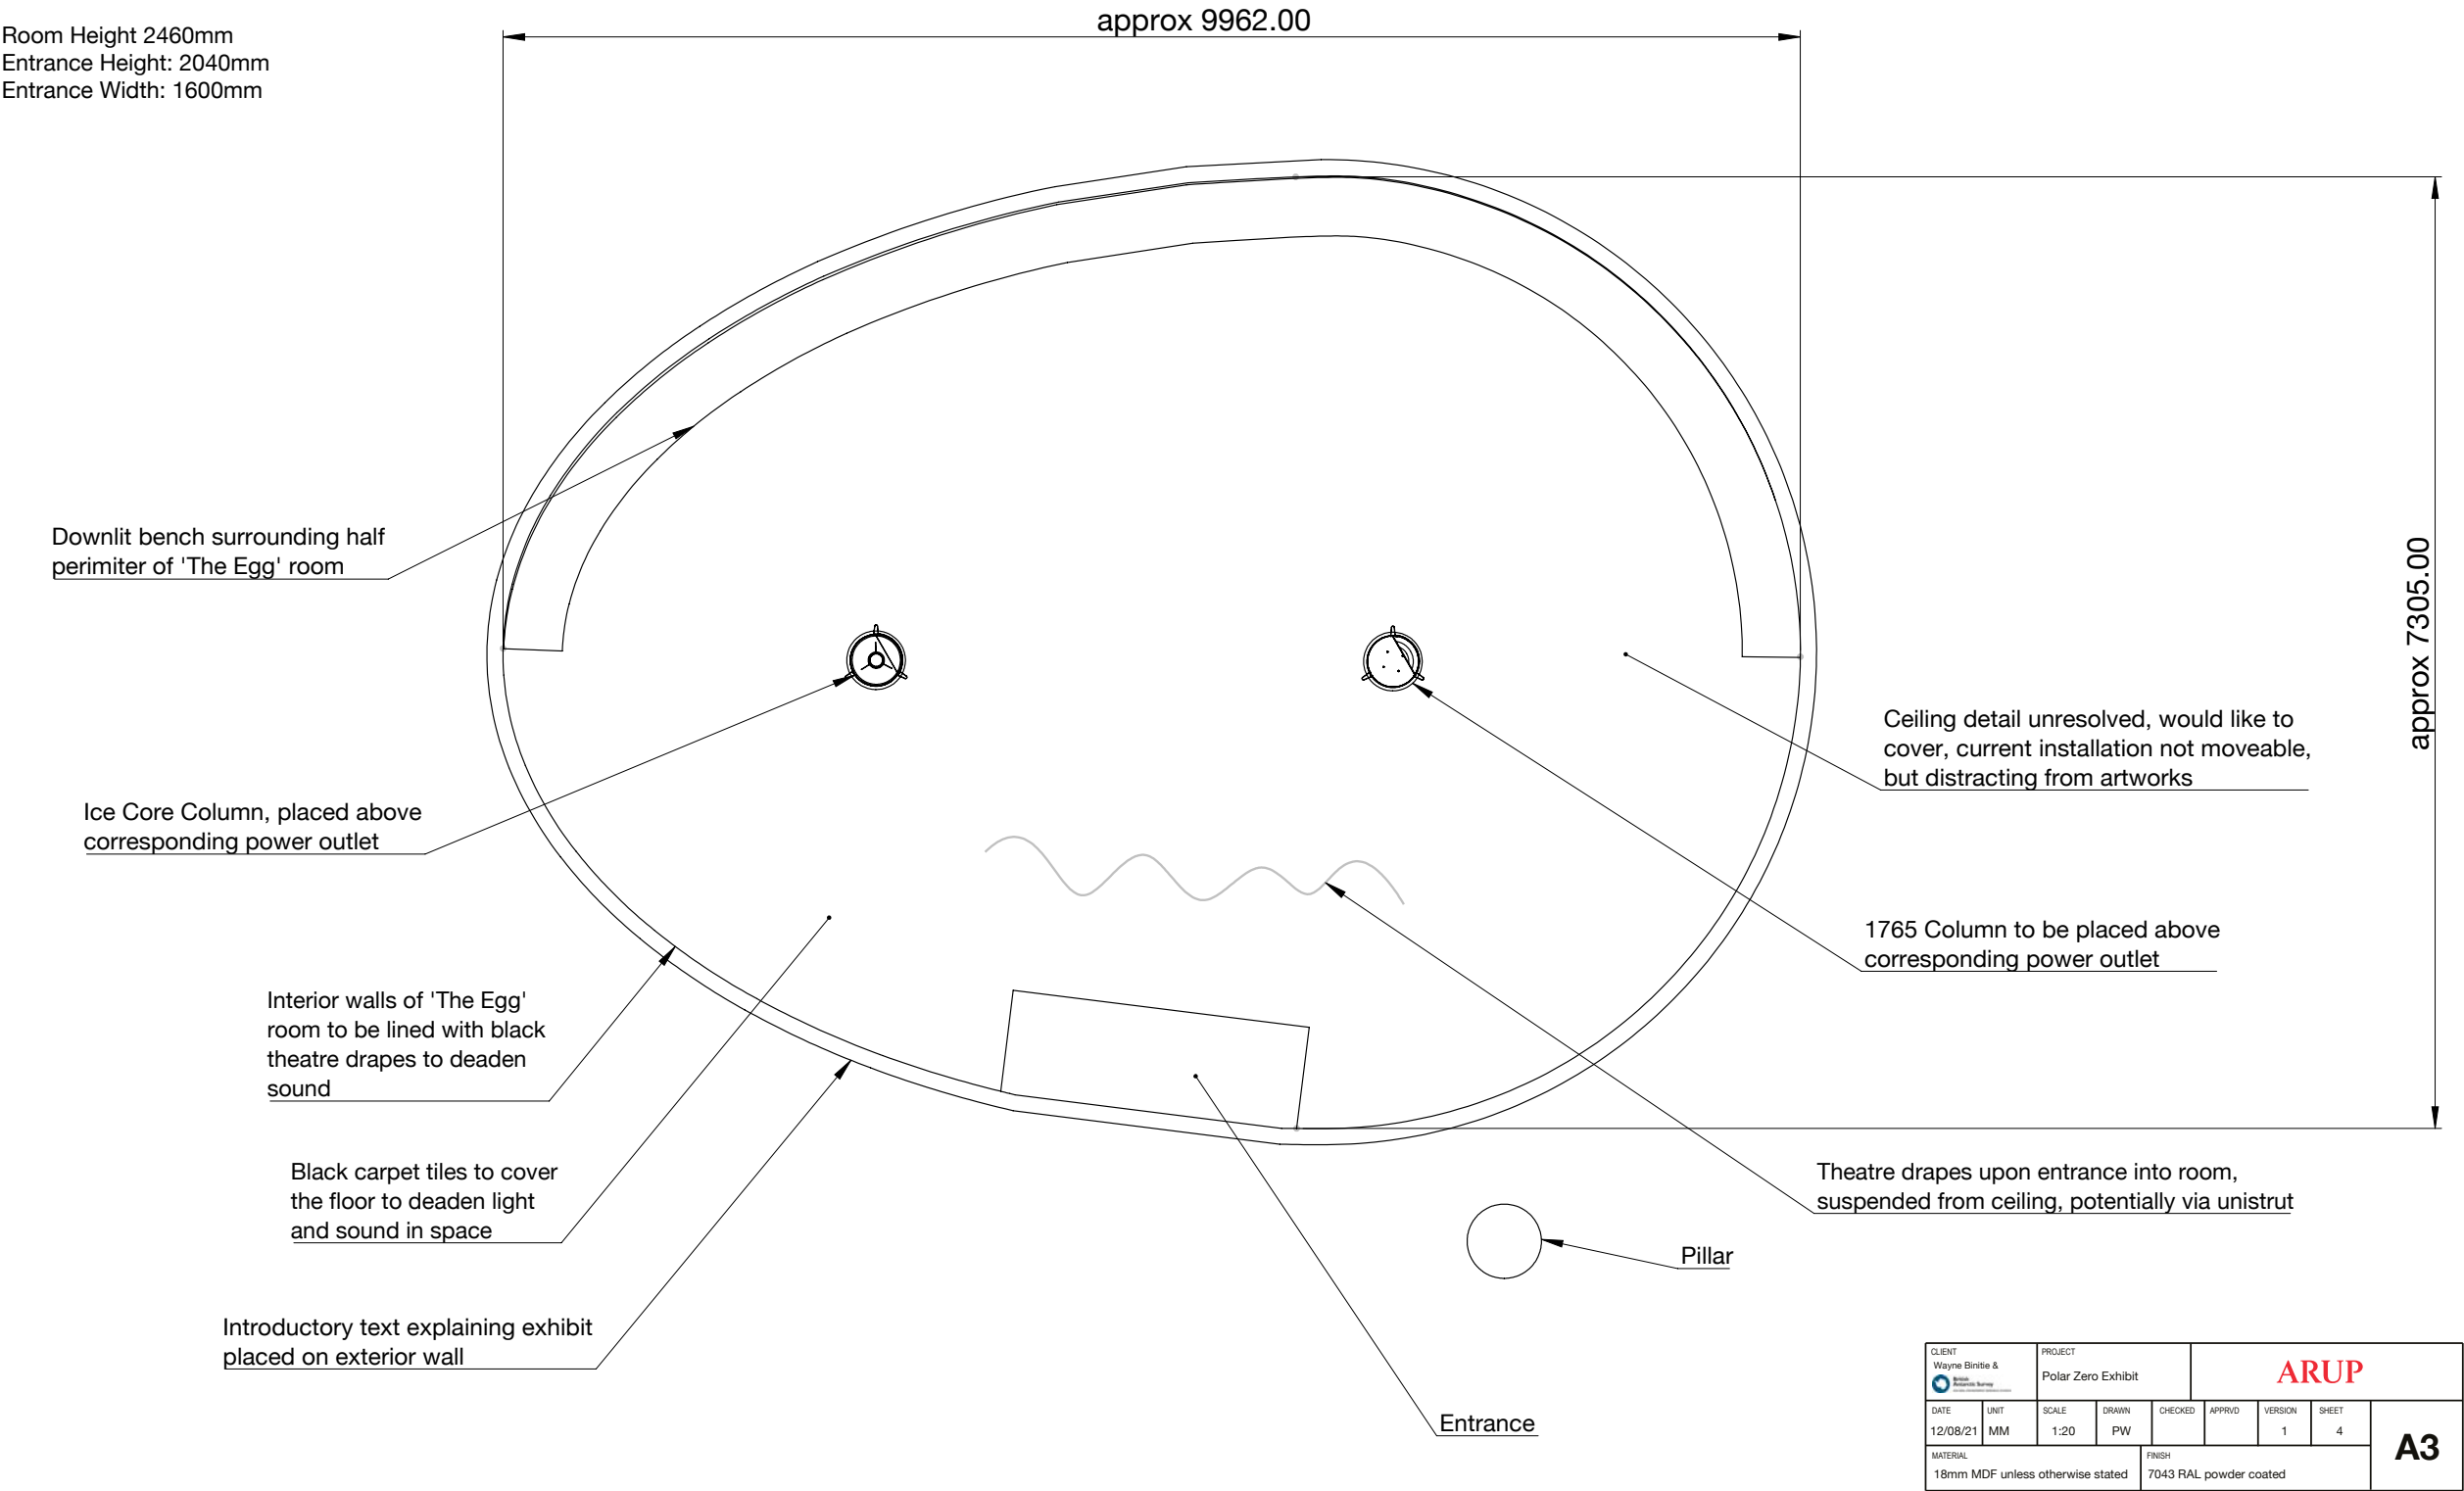 approx 9962.00
Room Height 2460mm
Entrance Height: 2040mm
Entrance Width: 1600mm
Downlit bench surrounding half
perimiter of 'The Egg' room
approx 7305.00
Ceiling detail unresolved, would like to
cover, current installation not moveable,
but distracting from artworks
Ice Core Column, placed above
corresponding power outlet
1765 Column to be placed above
corresponding power outlet
Interior walls of 'The Egg'
room to be lined with black
theatre drapes to deaden
sound
Black carpet tiles to cover
the floor to deaden light
and sound in space
Theatre drapes upon entrance into room,
suspended from ceiling, potentially via unistrut
Pillar
Introductory text explaining exhibit
placed on exterior wall
Entrance
CLIENT
Wayne Binitie &
British
Antarctic Survey
PROJECT
Polar Zero Exhibit
ARUP
DATE
12/08/21
UNIT
MM
SCALE
1:20
DRAWN
PW
CHECKED
APPRVD
VERSION
1
SHEET
4
A3
MATERIAL
18mm MDF unless otherwise stated
FINISH
7043 RAL powder coated